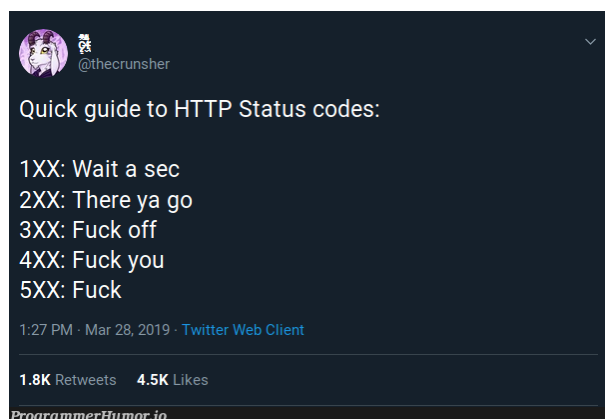 @thecrunsher
Quick guide to HTTP Status codes:
1XX: Wait a sec
2XX: There ya go
3XX: Fuck off
4XX: Fuck you
5XX: Fuck
1:27 PM · Mar 28, 2019 · Twitter Web Client
1.8K Retweets 4.5K Likes
ProgrammerHumor.io